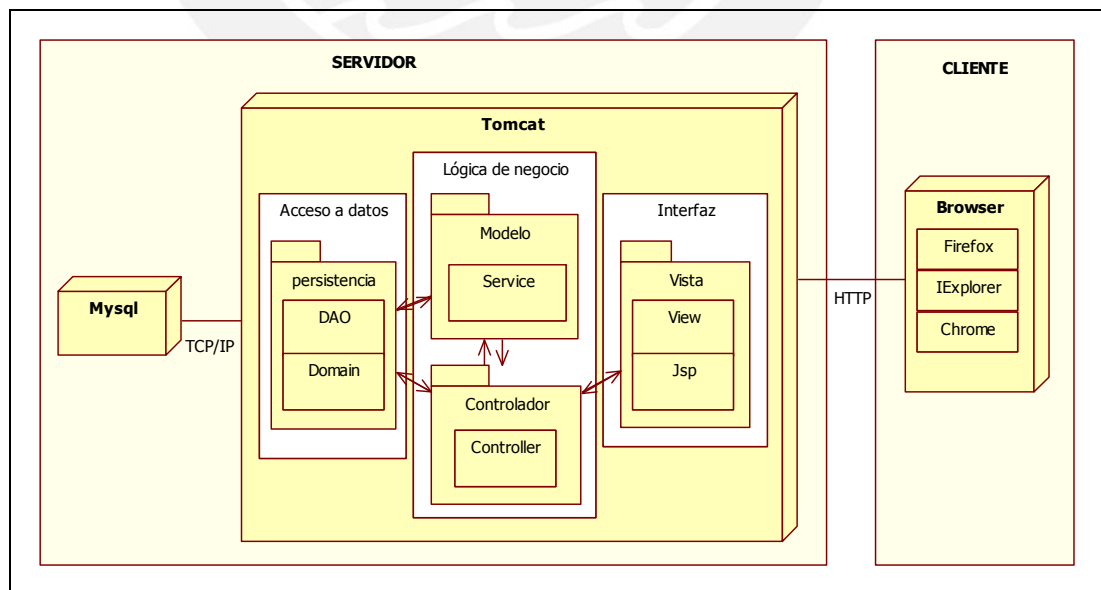 SERVIDOR
CLIENTE
Tomcat
Lógica de negocio
Acceso a datos
Interfaz
Browser
Modelo
Firefox
persistencia
Service
Vista
IExplorer
HTTP
Mysql
DAO
View
Chrome
TCP/IP
Domain
Jsp
Controlador
Controller